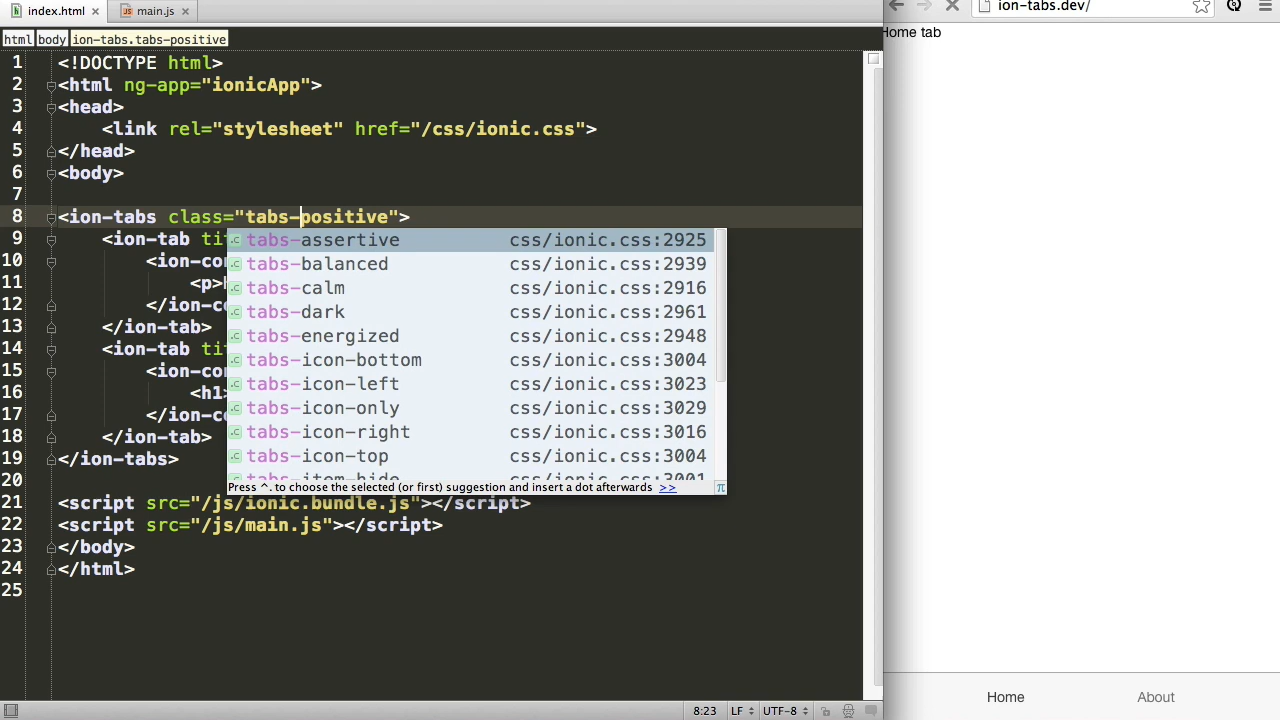 index.html main.js
ion-tabs.dev/
html body ion-tabs.tabs-positive
Home tab
1 <!DOCTYPE html>
2 <html ng-app="ionicApp">
3 <head>
4 <link rel="stylesheet" href="/css/ionic.css">
5 </head>
6 <body>
7
8 <ion-tabs class="tabs-positive">
9 <ion-tab ti
tabs-assertive css/ionic.css:2925
10 <ion-co
tabs-balanced css/ionic.css:2939
11 <p>
tabs-calm css/ionic.css:2916
12 </ion-c
tabs-dark css/ionic.css:2961
13 </ion-tab>
tabs-energized css/ionic.css:2948
14 <ion-tab ti
tabs-icon-bottom css/ionic.css:3004
15 <ion-co
tabs-icon-left css/ionic.css:3023
16 <h1
tabs-icon-only css/ionic.css:3029
17 </ion-c
tabs-icon-right css/ionic.css:3016
18 </ion-tab>
tabs-icon-top css/ionic.css:3004
19 </ion-tabs>
tabs-item-hide css/ionic.css:3001
20
Press ^. to choose the selected (or first) suggestion and insert a dot afterwards >> π
21 <script src="/js/ionic.bundle.js"></script>
22 <script src="/js/main.js"></script>
23 </body>
24 </html>
25
Home About
8:23 LF UTF-8